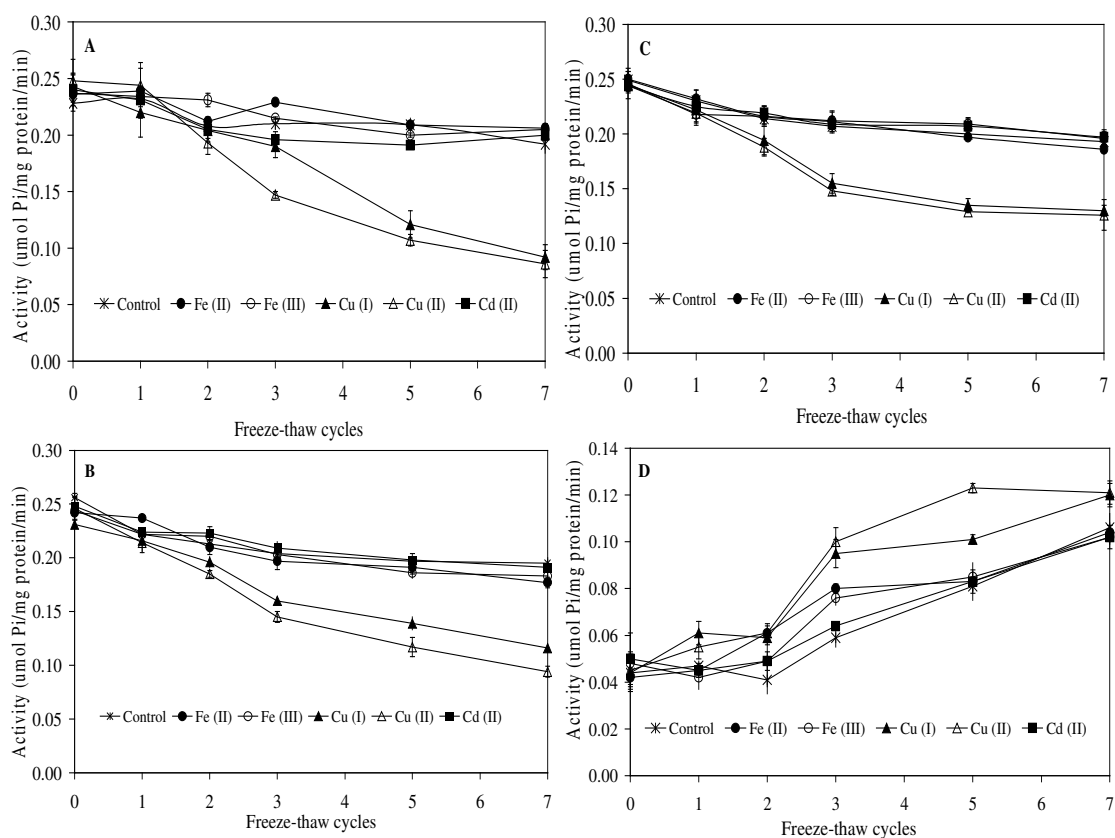 A
Activity (umol Pi/mg protein/min)
0.30
0.25
0.20
0.15
0.10
0.05
0.00
Control Fe (II) Fe (III) Cu (I) Cu (II) Cd (II)
0 1 2 3 4 5 6 7
Freeze-thaw cycles
C
Activity (umol Pi/mg protein/min)
0.30
0.25
0.20
0.15
0.10
0.05
0.00
Control Fe (II) Fe (III) Cu (I) Cu (II) Cd (II)
0 1 2 3 4 5 6 7
Freeze-thaw cycles
B
Activity (umol Pi/mg protein/min)
0.30
0.25
0.20
0.15
0.10
0.05
0.00
Control Fe (II) Fe (III) Cu (I) Cu (II) Cd (II)
0 1 2 3 4 5 6 7
Freeze-thaw cycles
D
Activity (umol Pi/mg protein/min)
0.14
0.12
0.10
0.08
0.06
0.04
0.02
0.00
Control Fe (II) Fe (III) Cu (I) Cu (II) Cd (II)
0 1 2 3 4 5 6 7
Freeze-thaw cycles